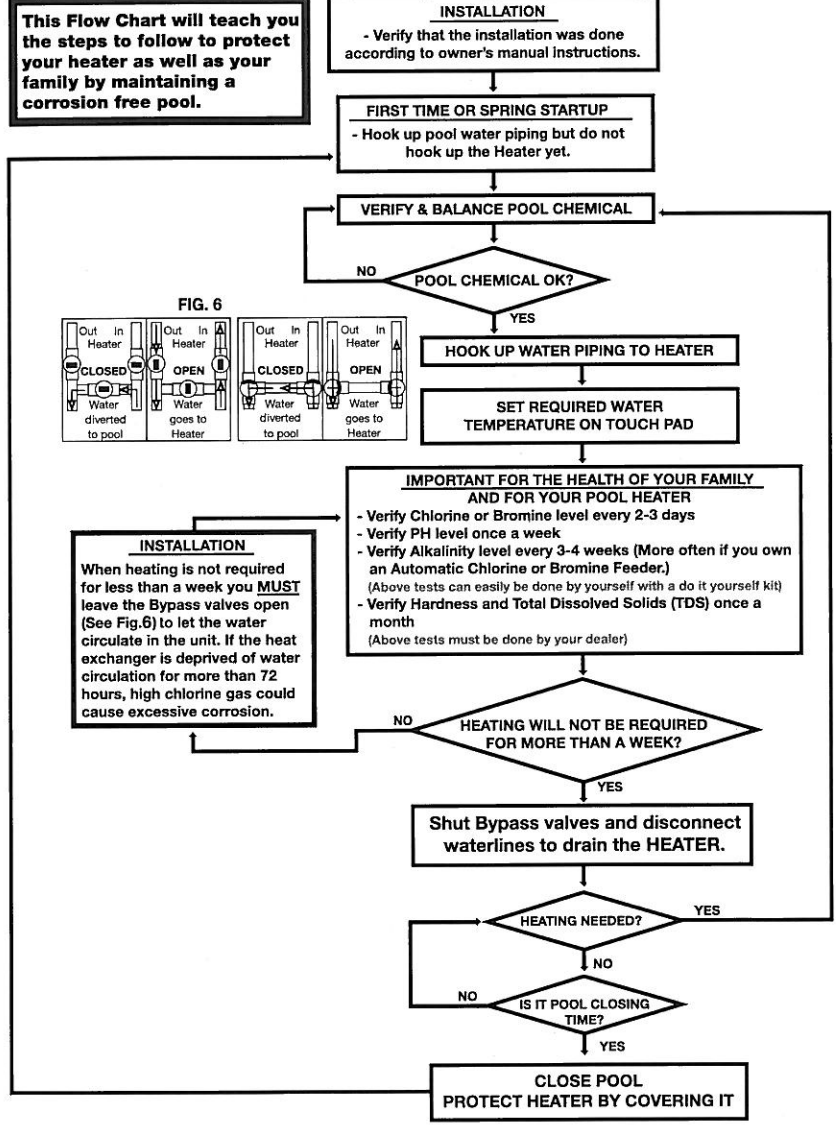 This Flow Chart will teach you
the steps to follow to protect
your heater as well as your
family by maintaining a
corrosion free pool.
INSTALLATION
- Verify that the installation was done
according to owner's manual instructions.
FIRST TIME OR SPRING STARTUP
- Hook up pool water piping but do not
hook up the Heater yet.
VERIFY & BALANCE POOL CHEMICAL
NO
POOL CHEMICAL OK?
YES
FIG. 6
Out In
Heater
CLOSED
Water
diverted
to pool
Out In
Heater
OPEN
Water
goes to
Heater
Out In
Heater
CLOSED
Water
diverted
to pool
Out In
Heater
OPEN
Water
goes to
Heater
HOOK UP WATER PIPING TO HEATER
SET REQUIRED WATER
TEMPERATURE ON TOUCH PAD
IMPORTANT FOR THE HEALTH OF YOUR FAMILY
AND FOR YOUR POOL HEATER
- Verify Chlorine or Bromine level every 2-3 days
- Verify PH level once a week
- Verify Alkalinity level every 3-4 weeks (More often if you own
an Automatic Chlorine or Bromine Feeder.)
(Above tests can easily be done by yourself with a do it yourself kit)
- Verify Hardness and Total Dissolved Solids (TDS) once a
month
(Above tests must be done by your dealer)
INSTALLATION
When heating is not required
for less than a week you MUST
leave the Bypass valves open
(See Fig.6) to let the water
circulate in the unit. If the heat
exchanger is deprived of water
circulation for more than 72
hours, high chlorine gas could
cause excessive corrosion.
NO
HEATING WILL NOT BE REQUIRED
FOR MORE THAN A WEEK?
YES
Shut Bypass valves and disconnect
waterlines to drain the HEATER.
HEATING NEEDED?
YES
NO
NO
IS IT POOL CLOSING
TIME?
YES
CLOSE POOL
PROTECT HEATER BY COVERING IT